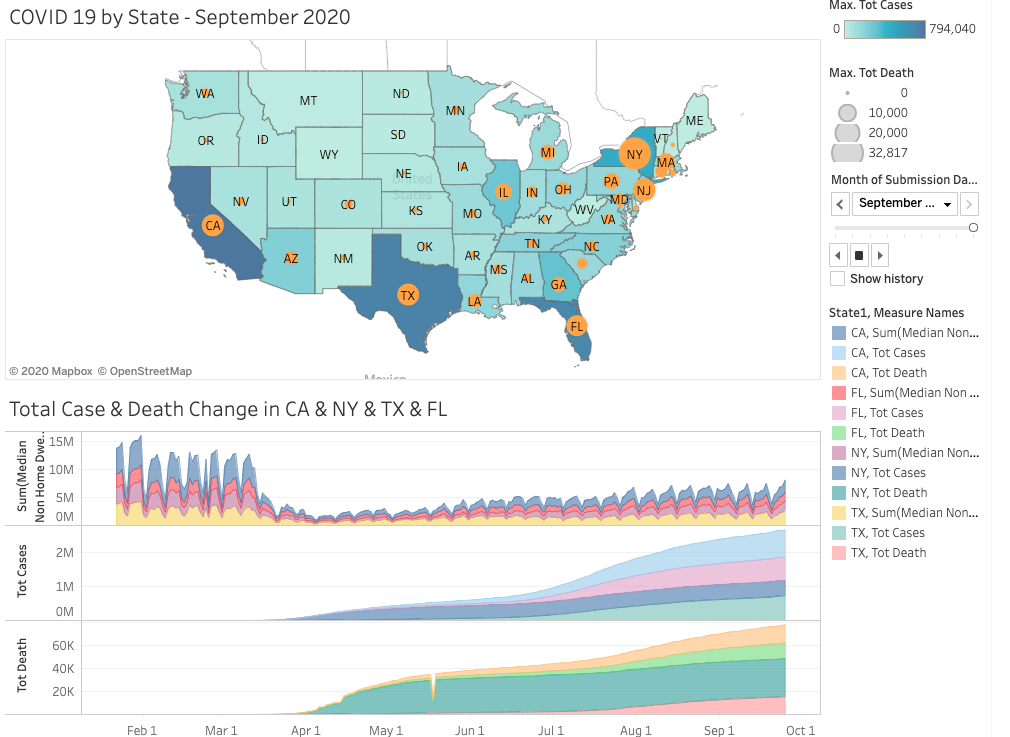 COVID 19 by State - September 2020
WA
MT
ND
MN
ME
VT
OR
ID
SD
WY
MI
NY
MA
NE
IA
PA
NJ
United
States
NV
UT
CO
KS
IL
IN
OH
MD
WV
VA
CA
MO
KY
AZ
NM
OK
AR
TN
NC
MS
AL
GA
TX
LA
FL
© 2020 Mapbox © OpenStreetMap
Mexico
Max. Tot Cases
0
794,040
Max. Tot Death
0
10,000
20,000
32,817
Month of Submission Da...
September ...
Show history
State1, Measure Names
CA, Sum(Median Non...
CA, Tot Cases
CA, Tot Death
FL, Sum(Median Non ...
FL, Tot Cases
FL, Tot Death
NY, Sum(Median Non...
NY, Tot Cases
NY, Tot Death
TX, Sum(Median Non...
TX, Tot Cases
TX, Tot Death
Total Case & Death Change in CA & NY & TX & FL
Sum(Median
Non Home Dwe..
15M
10M
5M
0M
Tot Cases
2M
1M
0M
Tot Death
60K
40K
20K
Feb 1
Mar 1
Apr 1
May 1
Jun 1
Jul 1
Aug 1
Sep 1
Oct 1